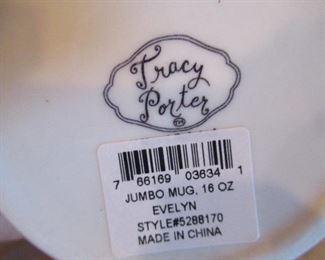 Tracy
Porter
7 66169 03634 1
JUMBO MUG, 16 OZ
EVELYN
STYLE#5288170
MADE IN CHINA